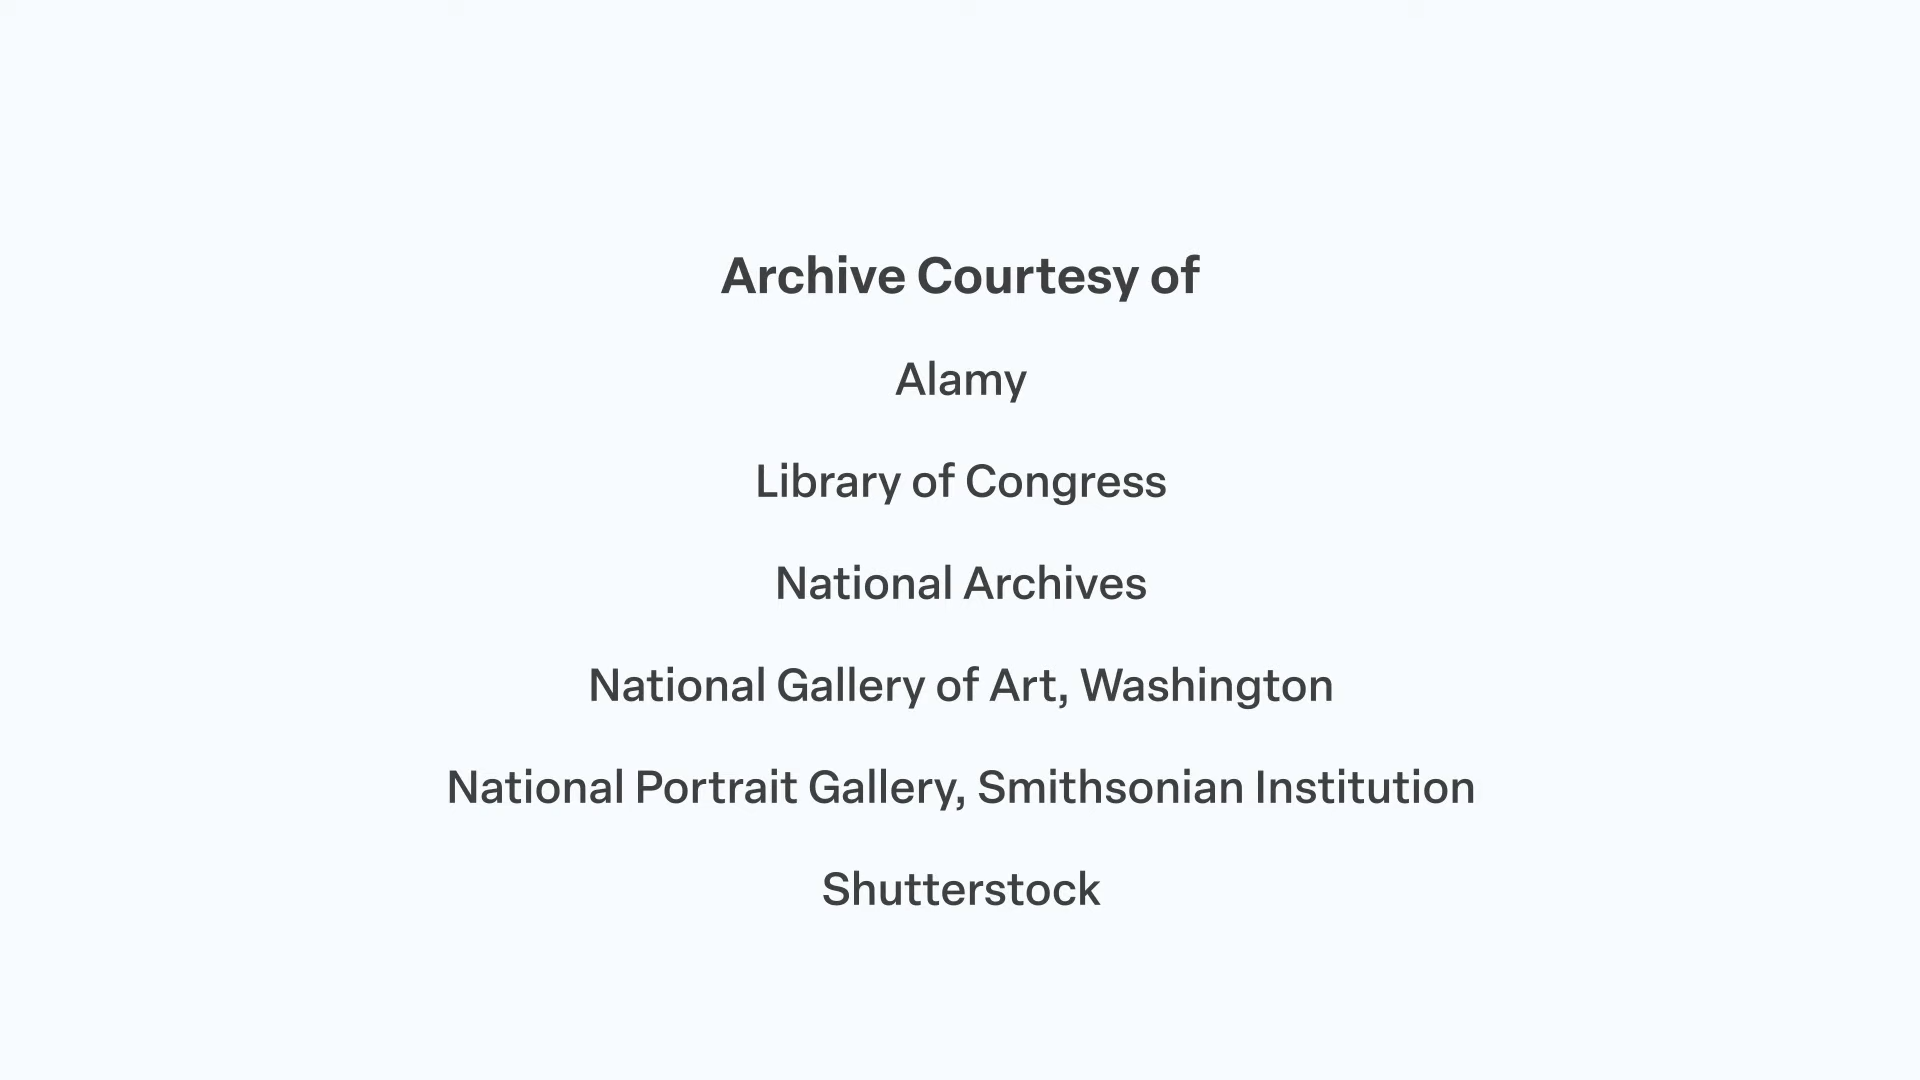 Archive Courtesy of
Alamy
Library of Congress
National Archives
National Gallery of Art, Washington
National Portrait Gallery, Smithsonian Institution
Shutterstock